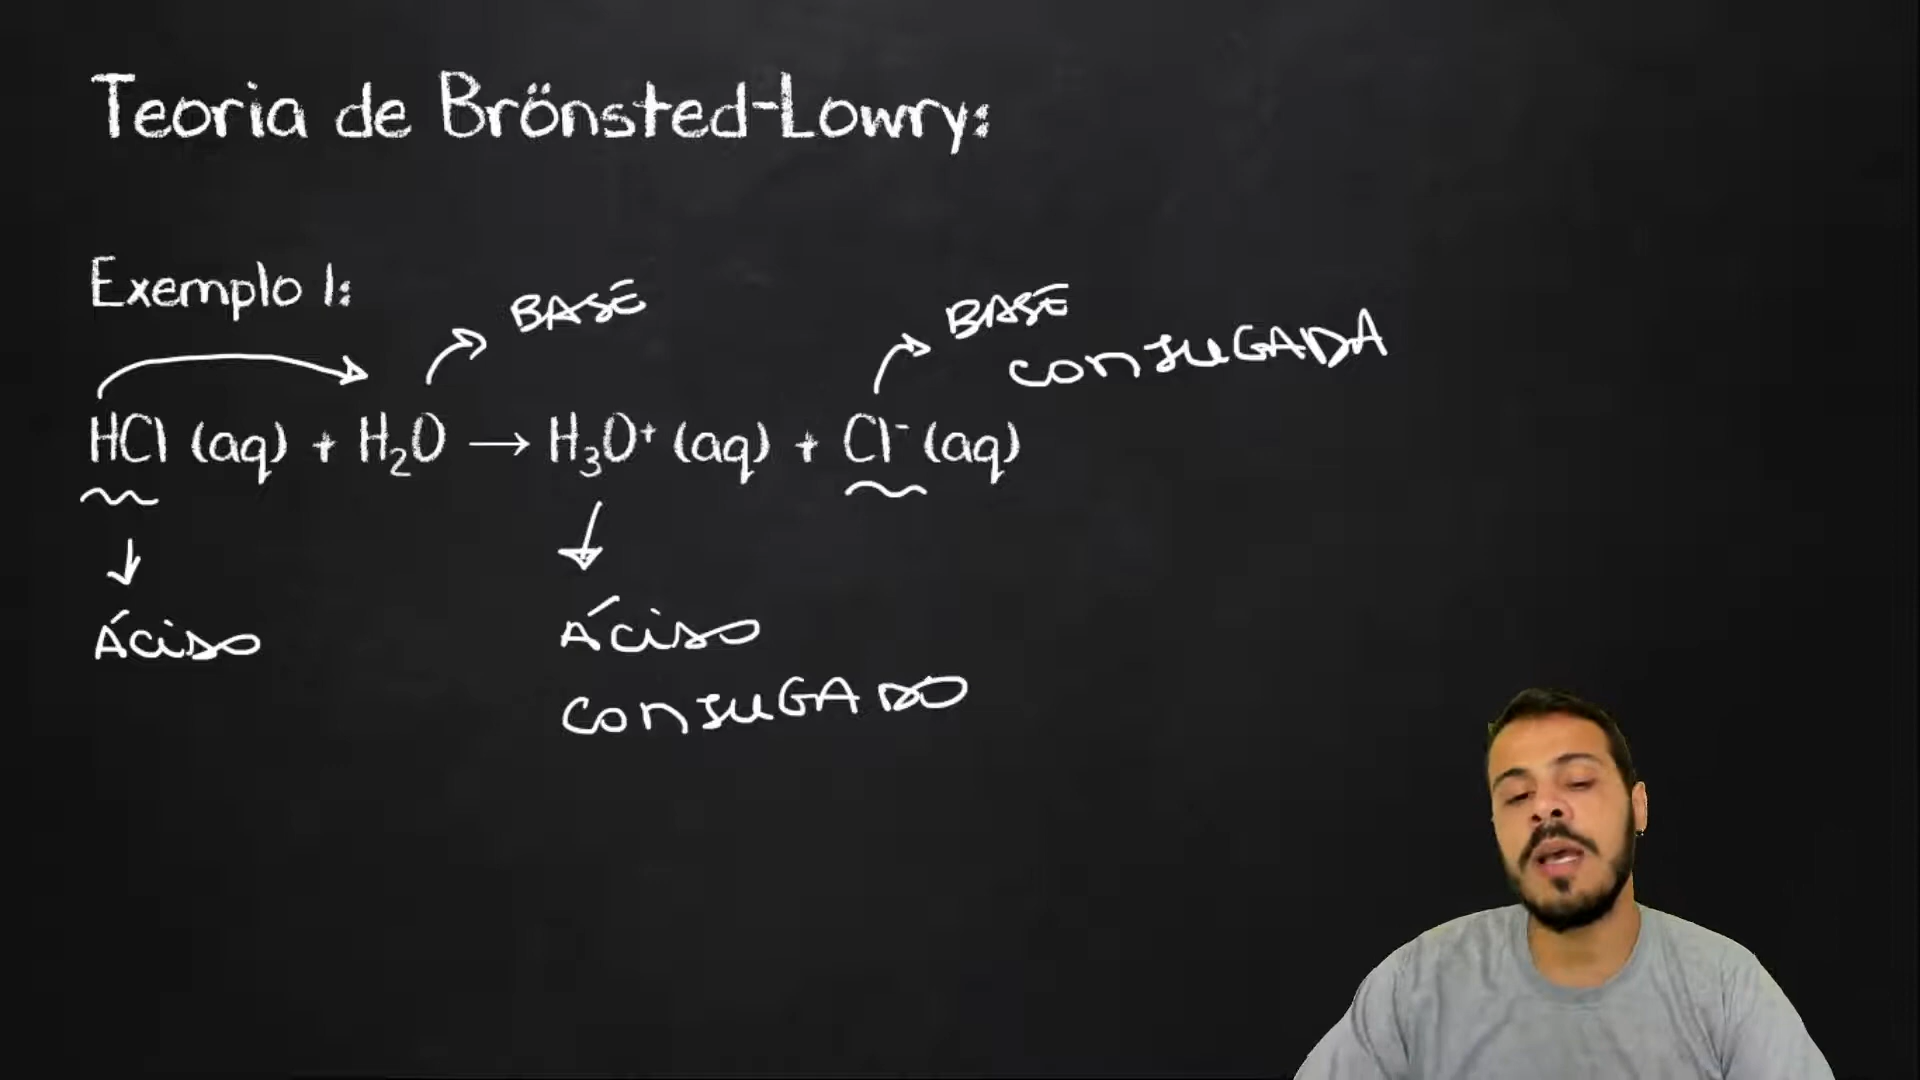 Teoria de Brönsted-Lowry:
Exemplo 1:
BASE
BASE
CONJUGADA
HCl (aq) + H₂O → H₃O⁺ (aq) + Cl⁻ (aq)
ÁCIDO
ÁCIDO
CONJUGADO